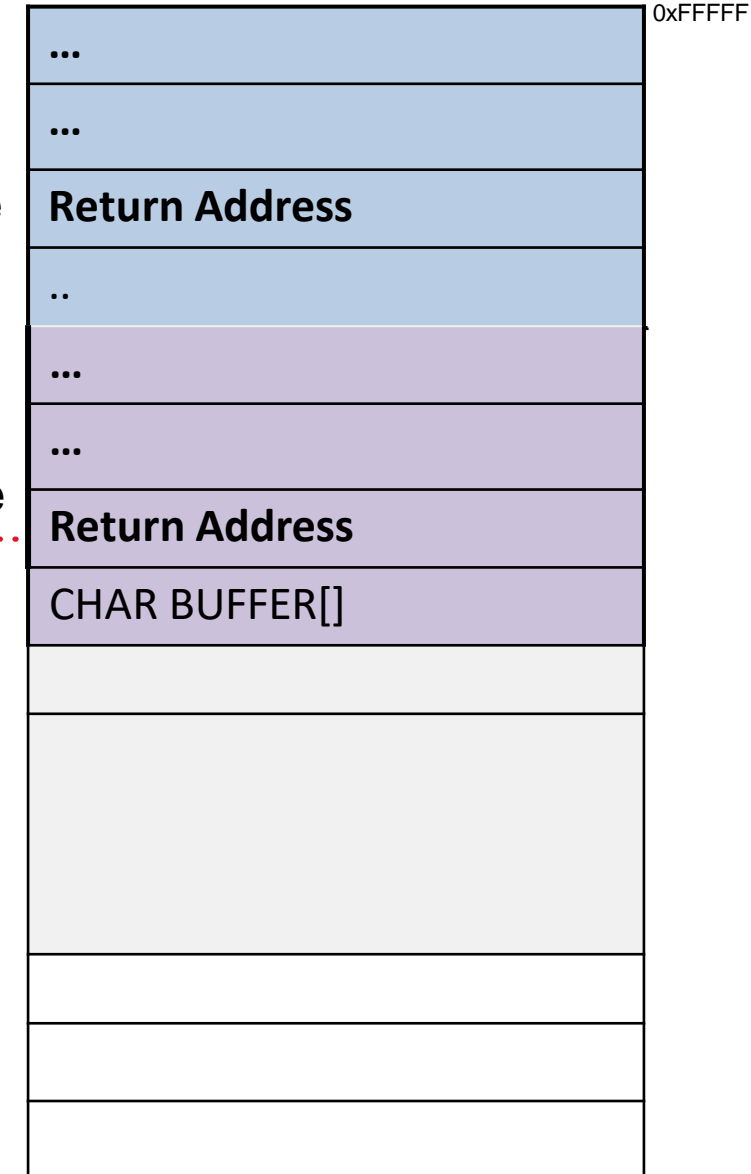 0xFFFFF
...
...
e Return Address
..
...
...
e Return Address
CHAR BUFFER[]